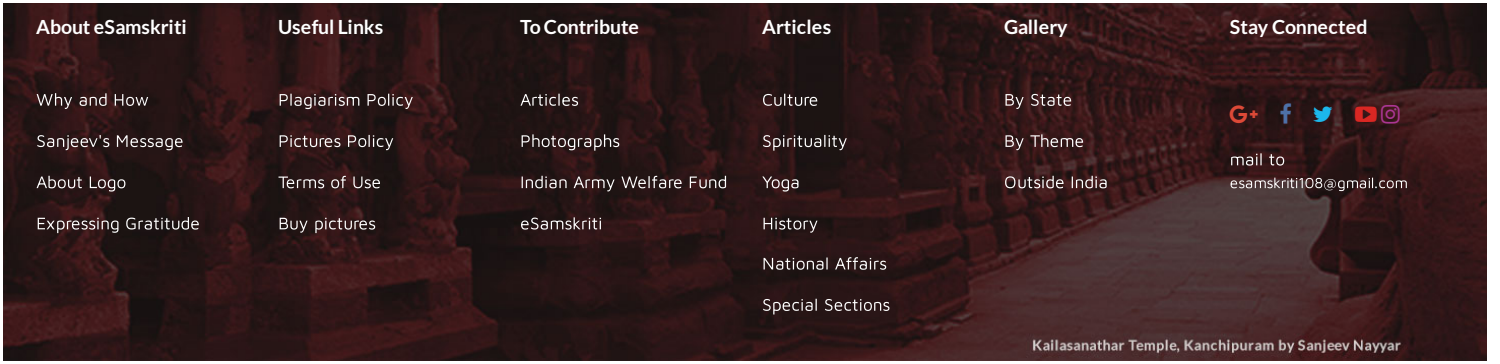 About eSamskriti
Why and How
Sanjeev's Message
About Logo
Expressing Gratitude
Useful Links
Plagiarism Policy
Pictures Policy
Terms of Use
Buy pictures
To Contribute
Articles
Photographs
Indian Army Welfare Fund
eSamskriti
Articles
Culture
Spirituality
Yoga
History
National Affairs
Special Sections
Gallery
By State
By Theme
Outside India
Stay Connected
mail to
esamskriti108@gmail.com
Kailasanathar Temple, Kanchipuram by Sanjeev Nayyar